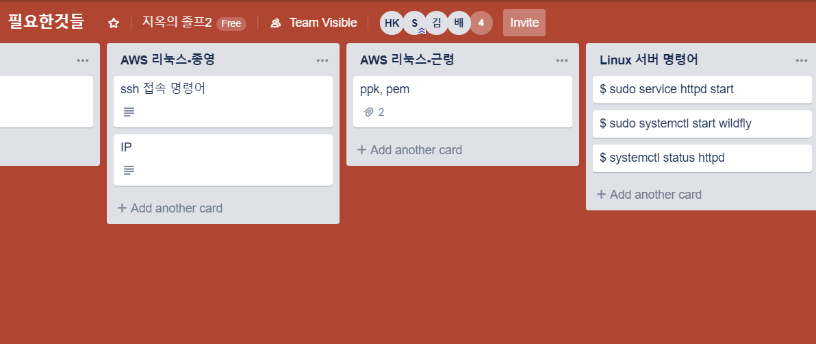 필요한것들
지옥의 졸프2 Free
Team Visible
HK S 김 배 4
Invite
AWS 리눅스-종영
ssh 접속 명령어
IP
+ Add another card
AWS 리눅스-근령
ppk, pem
2
+ Add another card
Linux 서버 명령어
$ sudo service httpd start
$ sudo systemctl start wildfly
$ systemctl status httpd
+ Add another card